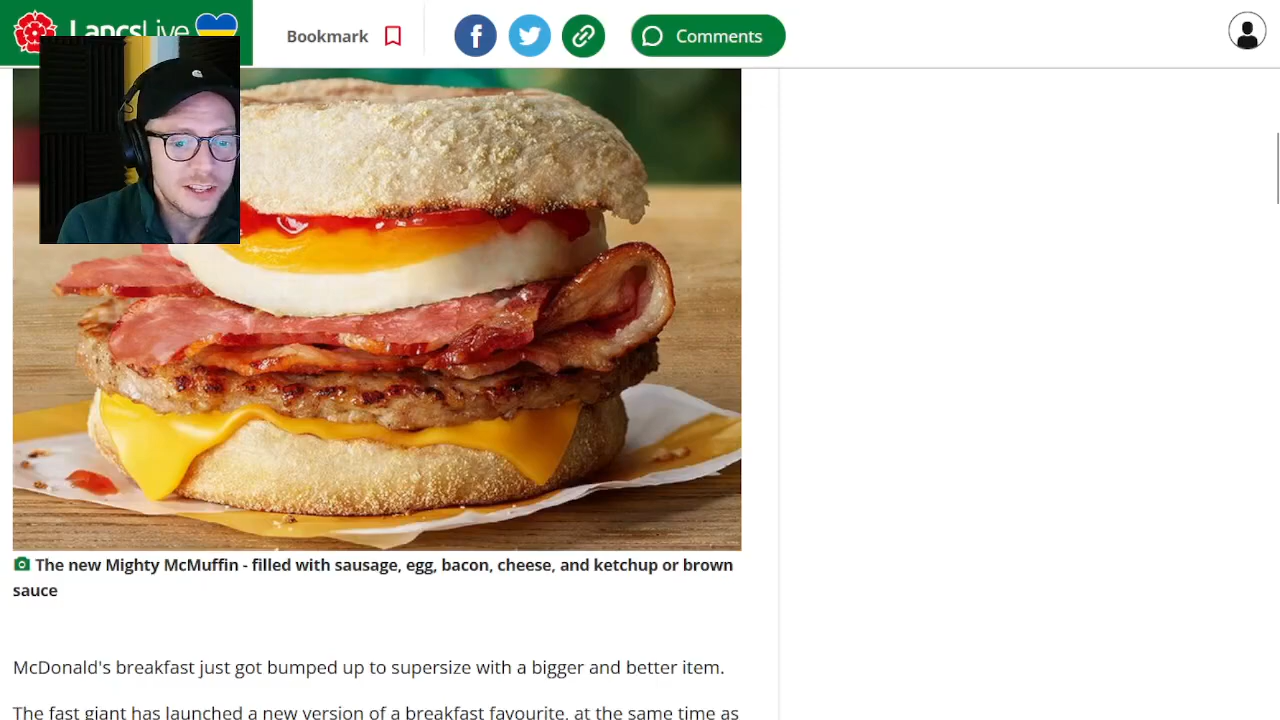 LancsLive
Bookmark
Comments
The new Mighty McMuffin - filled with sausage, egg, bacon, cheese, and ketchup or brown
sauce
McDonald's breakfast just got bumped up to supersize with a bigger and better item.
The fast giant has launched a new version of a breakfast favourite, at the same time as